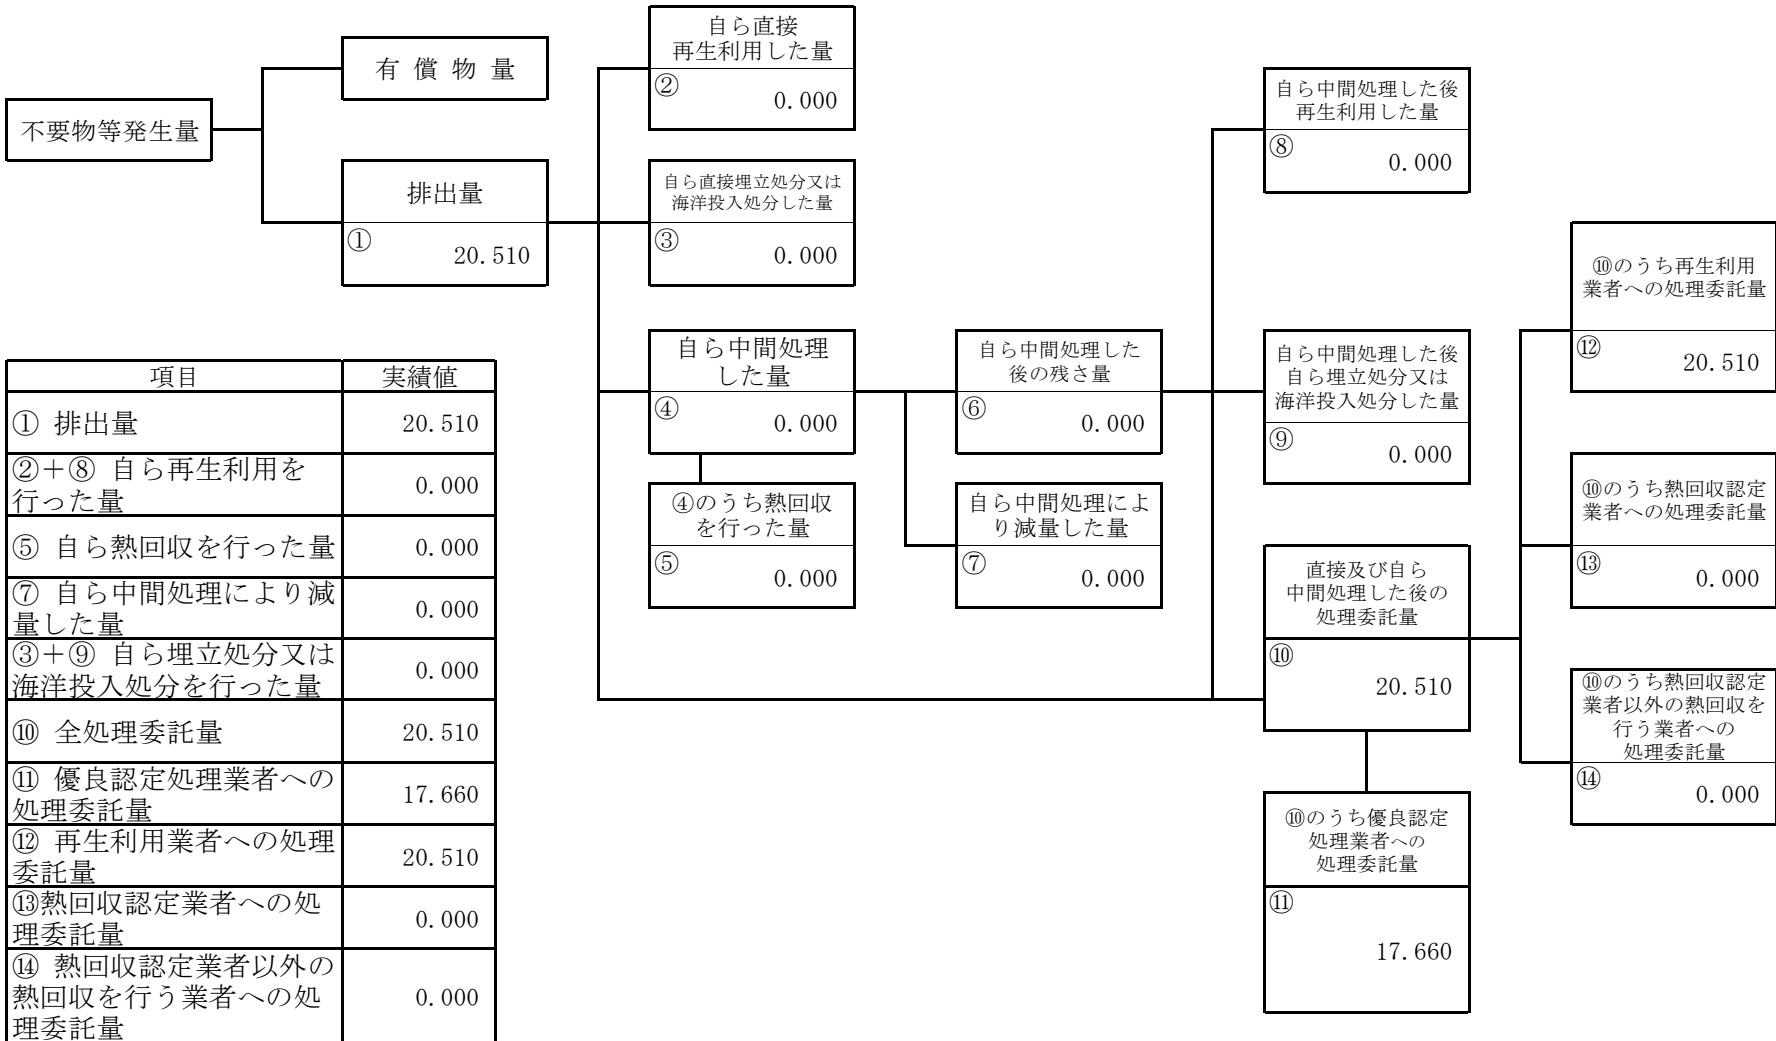 不要物等発生量
有償物量
排出量
①
20.510
自ら直接
再生利用した量
②
0.000
自ら直接埋立処分又は
海洋投入処分した量
③
0.000
自ら中間処理
した量
④
0.000
④のうち熱回収
を行った量
⑤
0.000
自ら中間処理した
後の残さ量
⑥
0.000
自ら中間処理によ
り減量した量
⑦
0.000
自ら中間処理した後
再生利用した量
⑧
0.000
自ら中間処理した後
自ら埋立処分又は
海洋投入処分した量
⑨
0.000
直接及び自ら
中間処理した後の
処理委託量
⑩
20.510
⑩のうち優良認定
処理業者への
処理委託量
⑪
17.660
⑩のうち再生利用
業者への処理委託量
⑫
20.510
⑩のうち熱回収認定
業者への処理委託量
⑬
0.000
⑩のうち熱回収認定
業者以外の熱回収を
行う業者への
処理委託量
⑭
0.000
項目 実績値
① 排出量 20.510
②+⑧ 自ら再生利用を
行った量 0.000
⑤ 自ら熱回収を行った量 0.000
⑦ 自ら中間処理により減
量した量 0.000
③+⑨ 自ら埋立処分又は
海洋投入処分を行った量 0.000
⑩ 全処理委託量 20.510
⑪ 優良認定処理業者への
処理委託量 17.660
⑫ 再生利用業者への処理
委託量 20.510
⑬熱回収認定業者への処
理委託量 0.000
⑭ 熱回収認定業者以外の
熱回収を行う業者への処
理委託量 0.000